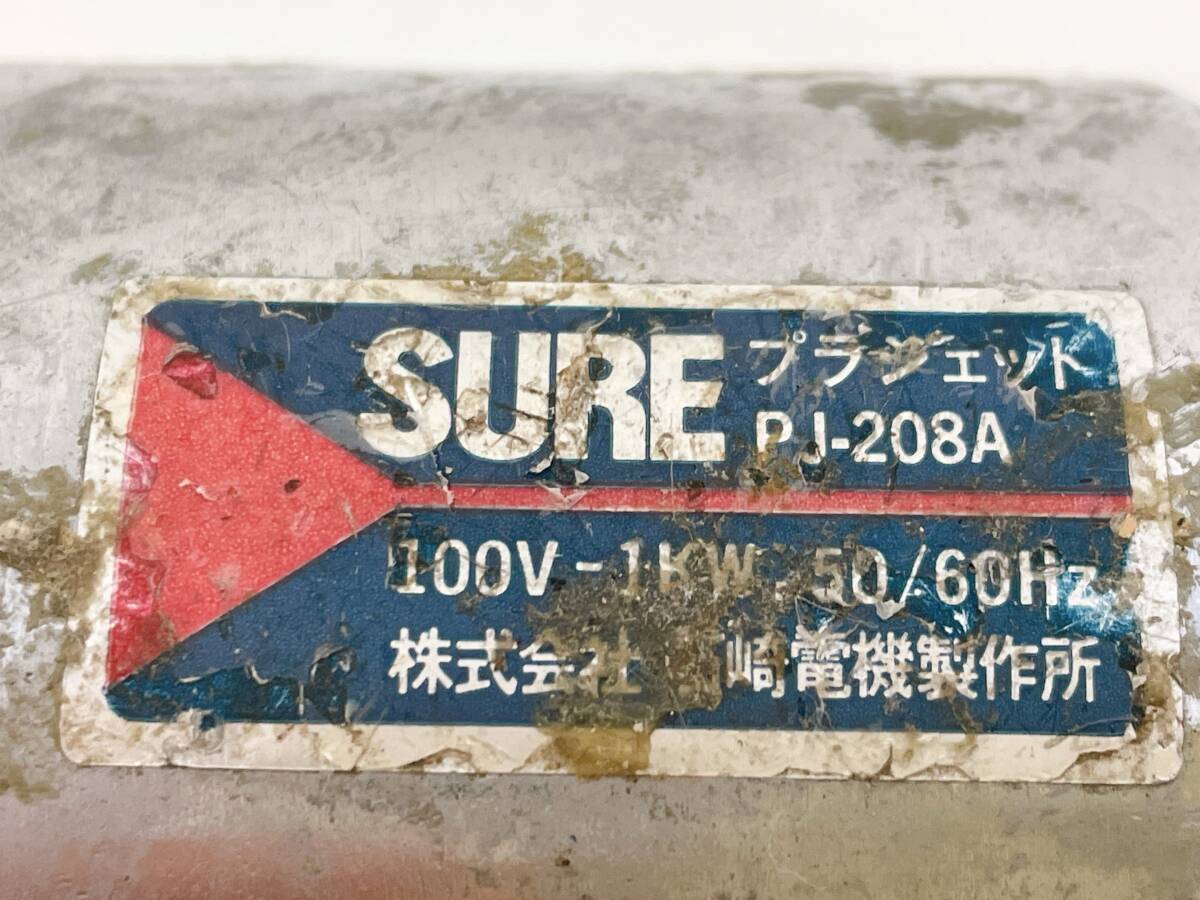 SURE
プラジェット
PJ-208A
100V-1KW 50/60Hz
株式会社 崎電機製作所